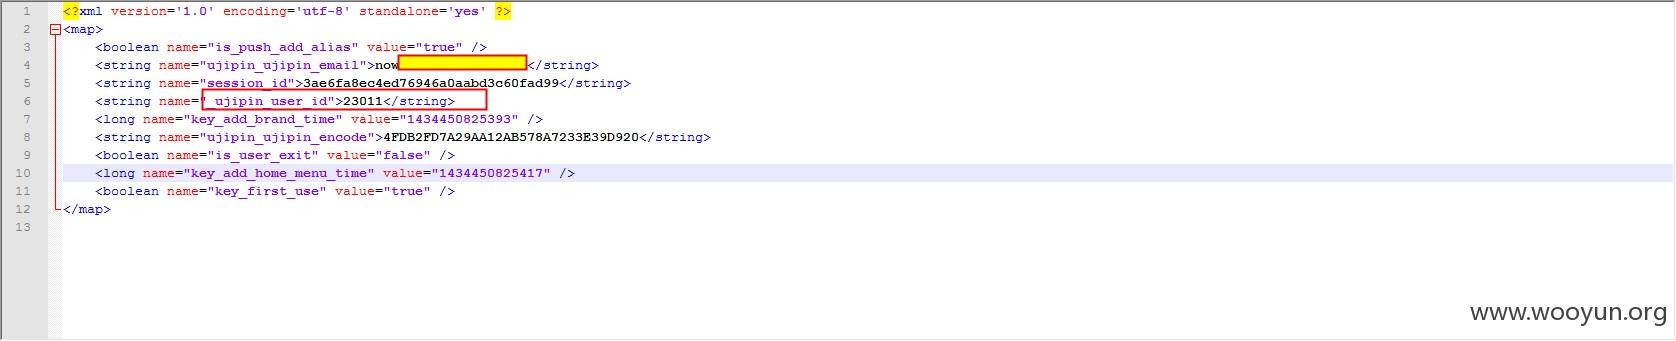 1 <?xml version='1.0' encoding='utf-8' standalone='yes' ?>
2 <map>
3 <boolean name="is_push_add_alias" value="true" />
4 <string name="ujipin_ujipin_email">now</string>
5 <string name="session_id">3ae6fa8ec4ed76946a0aabd3c60fad99</string>
6 <string name="_ujipin_user_id">23011</string>
7 <long name="key_add_brand_time" value="1434450825393" />
8 <string name="ujipin_ujipin_encode">4FDB2FD7A29AA12AB578A7233E39D920</string>
9 <boolean name="is_user_exit" value="false" />
10 <long name="key_add_home_menu_time" value="1434450825417" />
11 <boolean name="key_first_use" value="true" />
12 </map>
13
www.wooyun.org